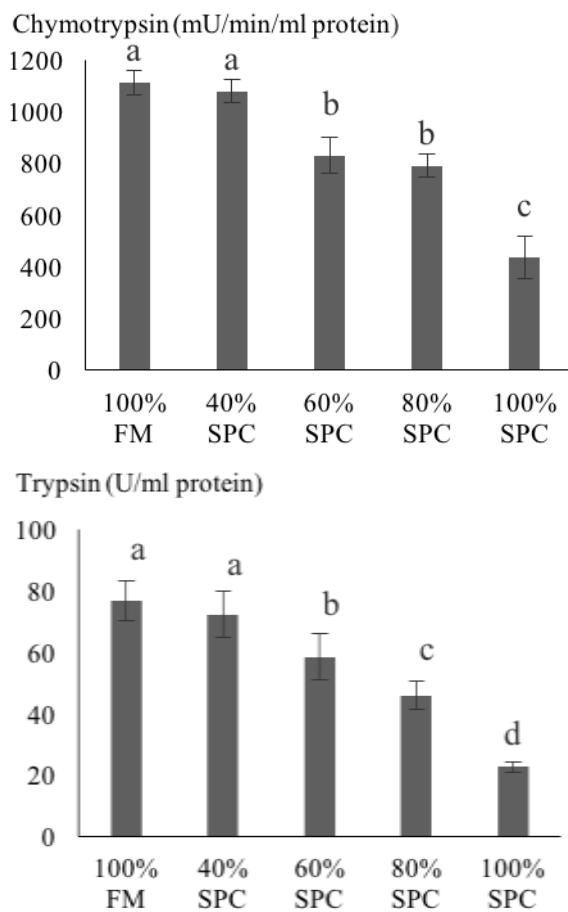 Chymotrypsin (mU/min/ml protein)
1200
1000
800
600
400
200
0
a
a
b
b
c
100% 40% 60% 80% 100%
FM SPC SPC SPC SPC
Trypsin (U/ml protein)
100
80
60
40
20
0
a
a
b
c
d
100% 40% 60% 80% 100%
FM SPC SPC SPC SPC